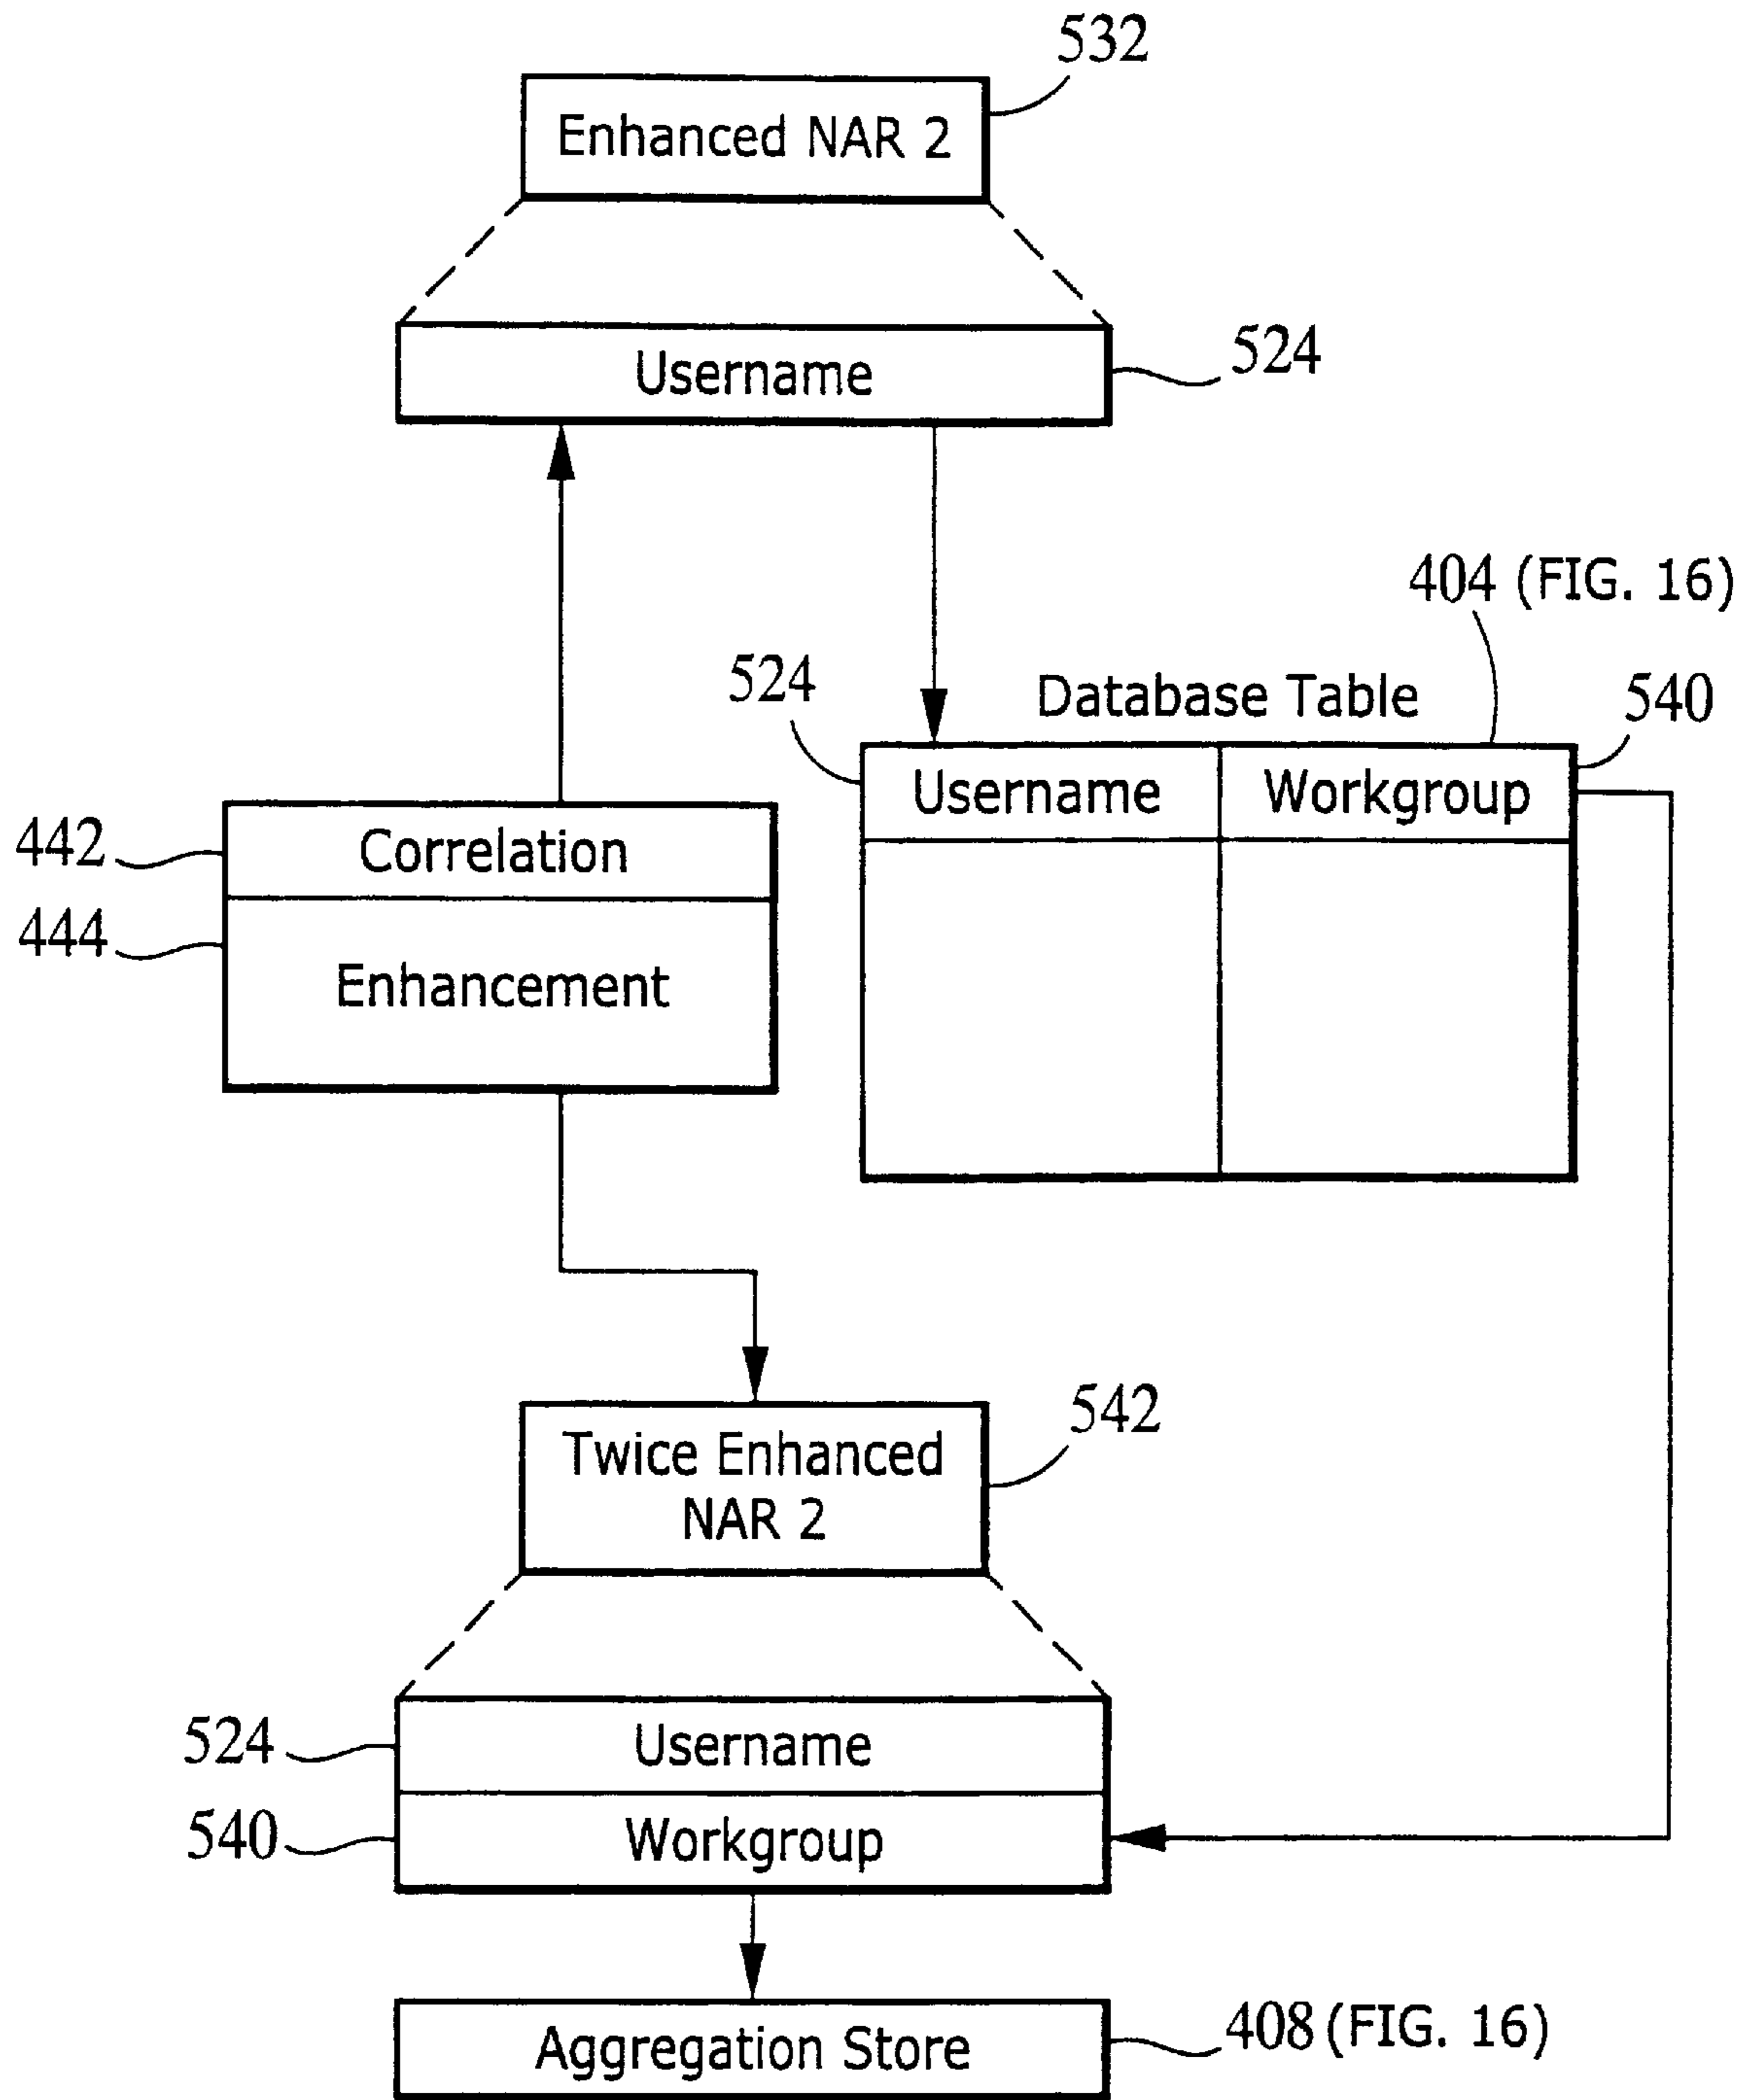 532
Enhanced NAR 2
Username
524
404 (FIG. 16)
524
Database Table
540
Username
Workgroup
442
Correlation
444
Enhancement
542
Twice Enhanced
NAR 2
524
Username
540
Workgroup
Aggregation Store
408 (FIG. 16)